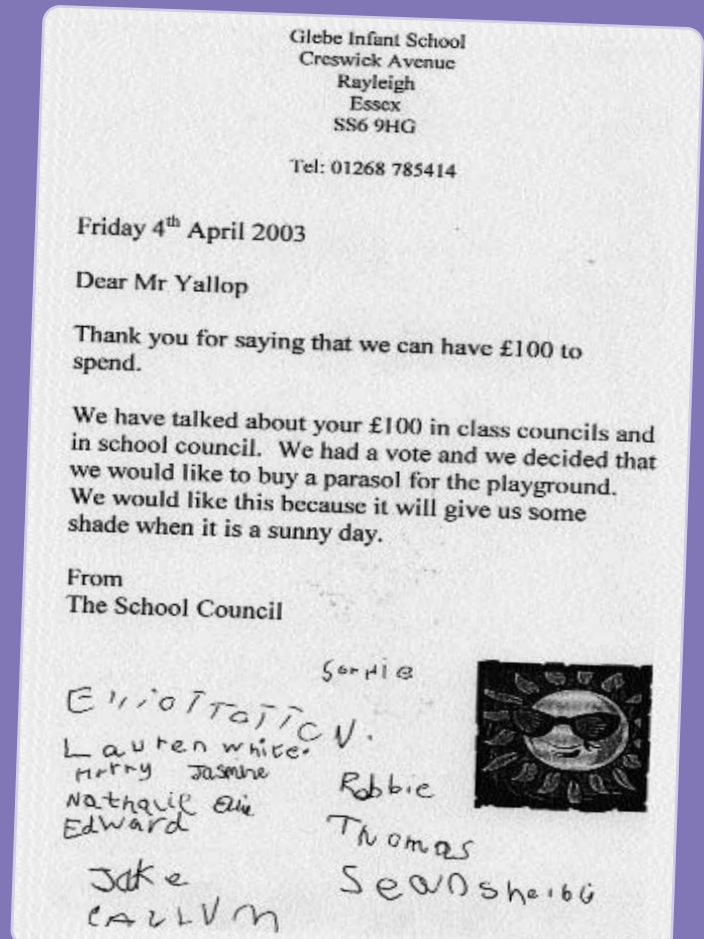 Glebe Infant School
Creswick Avenue
Rayleigh
Essex
SS6 9HG
Tel: 01268 785414
Friday 4th April 2003
Dear Mr Yallop
Thank you for saying that we can have £100 to
spend.
We have talked about your £100 in class councils and
in school council.  We had a vote and we decided that
we would like to buy a parasol for the playground.
We would like this because it will give us some
shade when it is a sunny day.
From
The School Council
Lauren white.
Harry Jasmine
Ellie
Edward
Robbie
Thomas
Jake
Sean
CALLVM